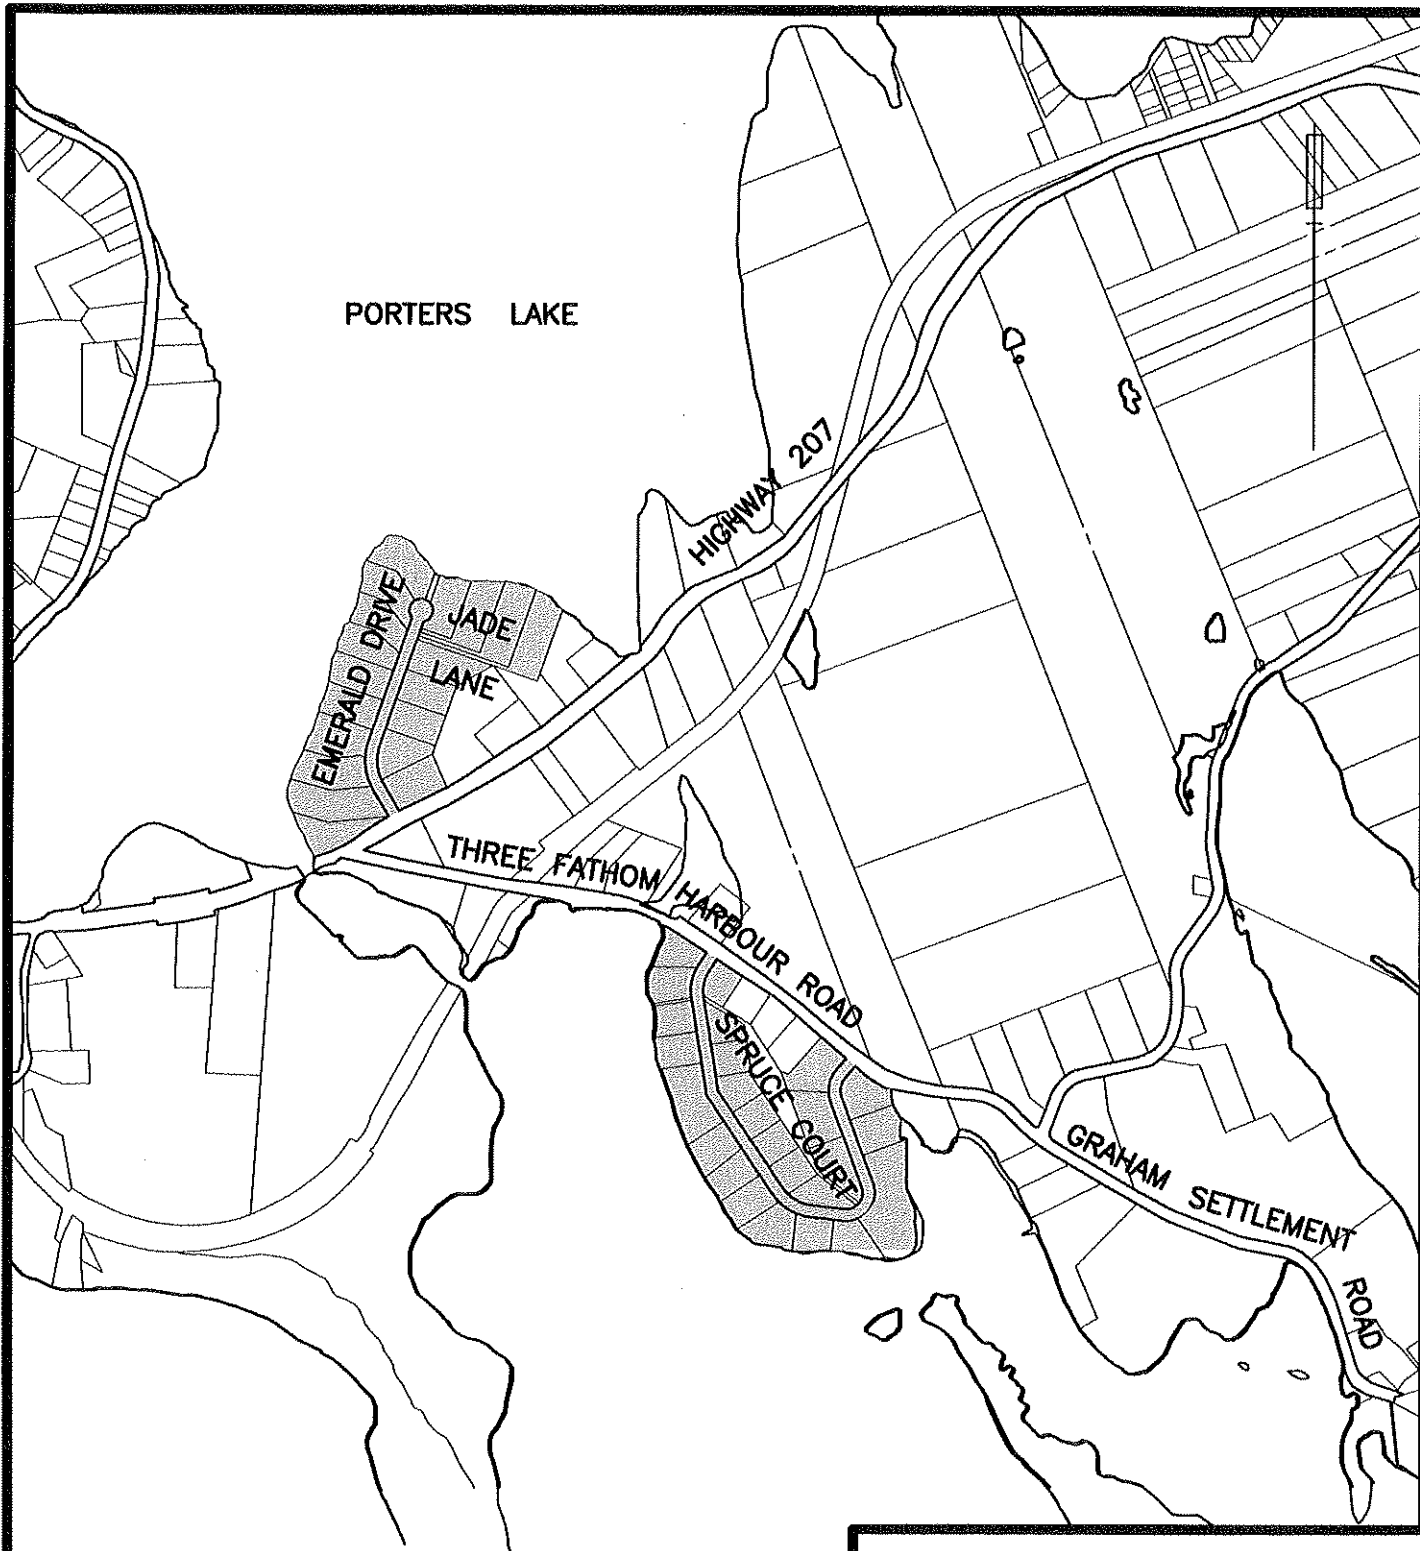 PORTERS LAKE
HIGHWAY 207
EMERALD DRIVE
JADE
LANE
THREE FATHOM HARBOUR ROAD
SPRUCE COURT
GRAHAM SETTLEMENT ROAD